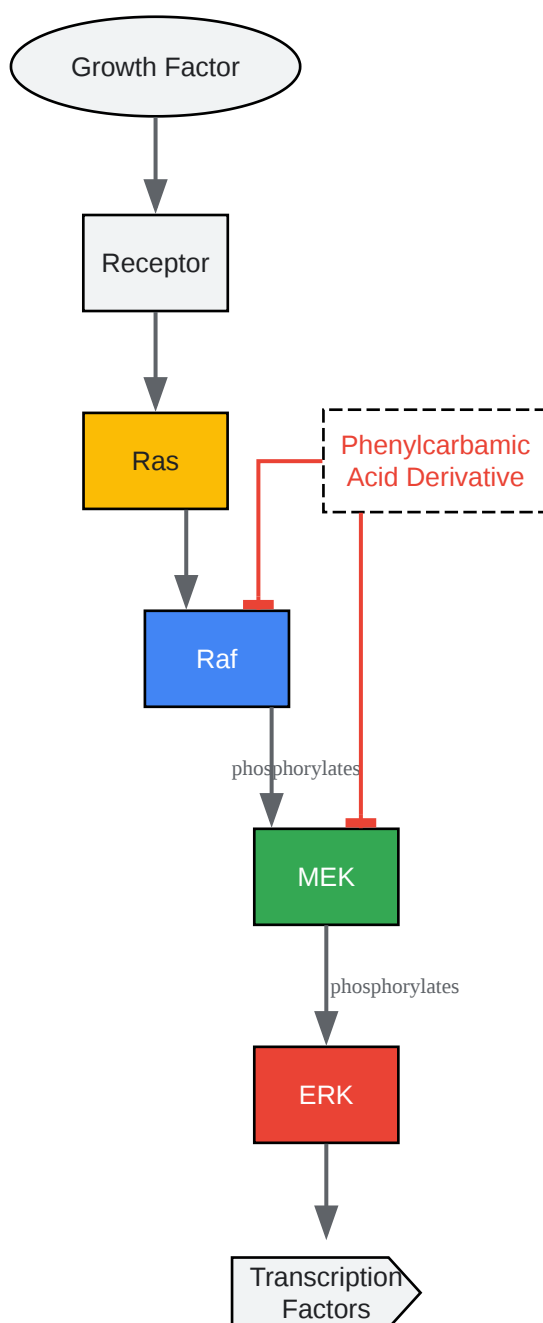 Growth Factor
Receptor
Ras
Phenylcarbamic
Acid Derivative
Raf
phosphorylates
MEK
phosphorylates
ERK
Transcription
Factors